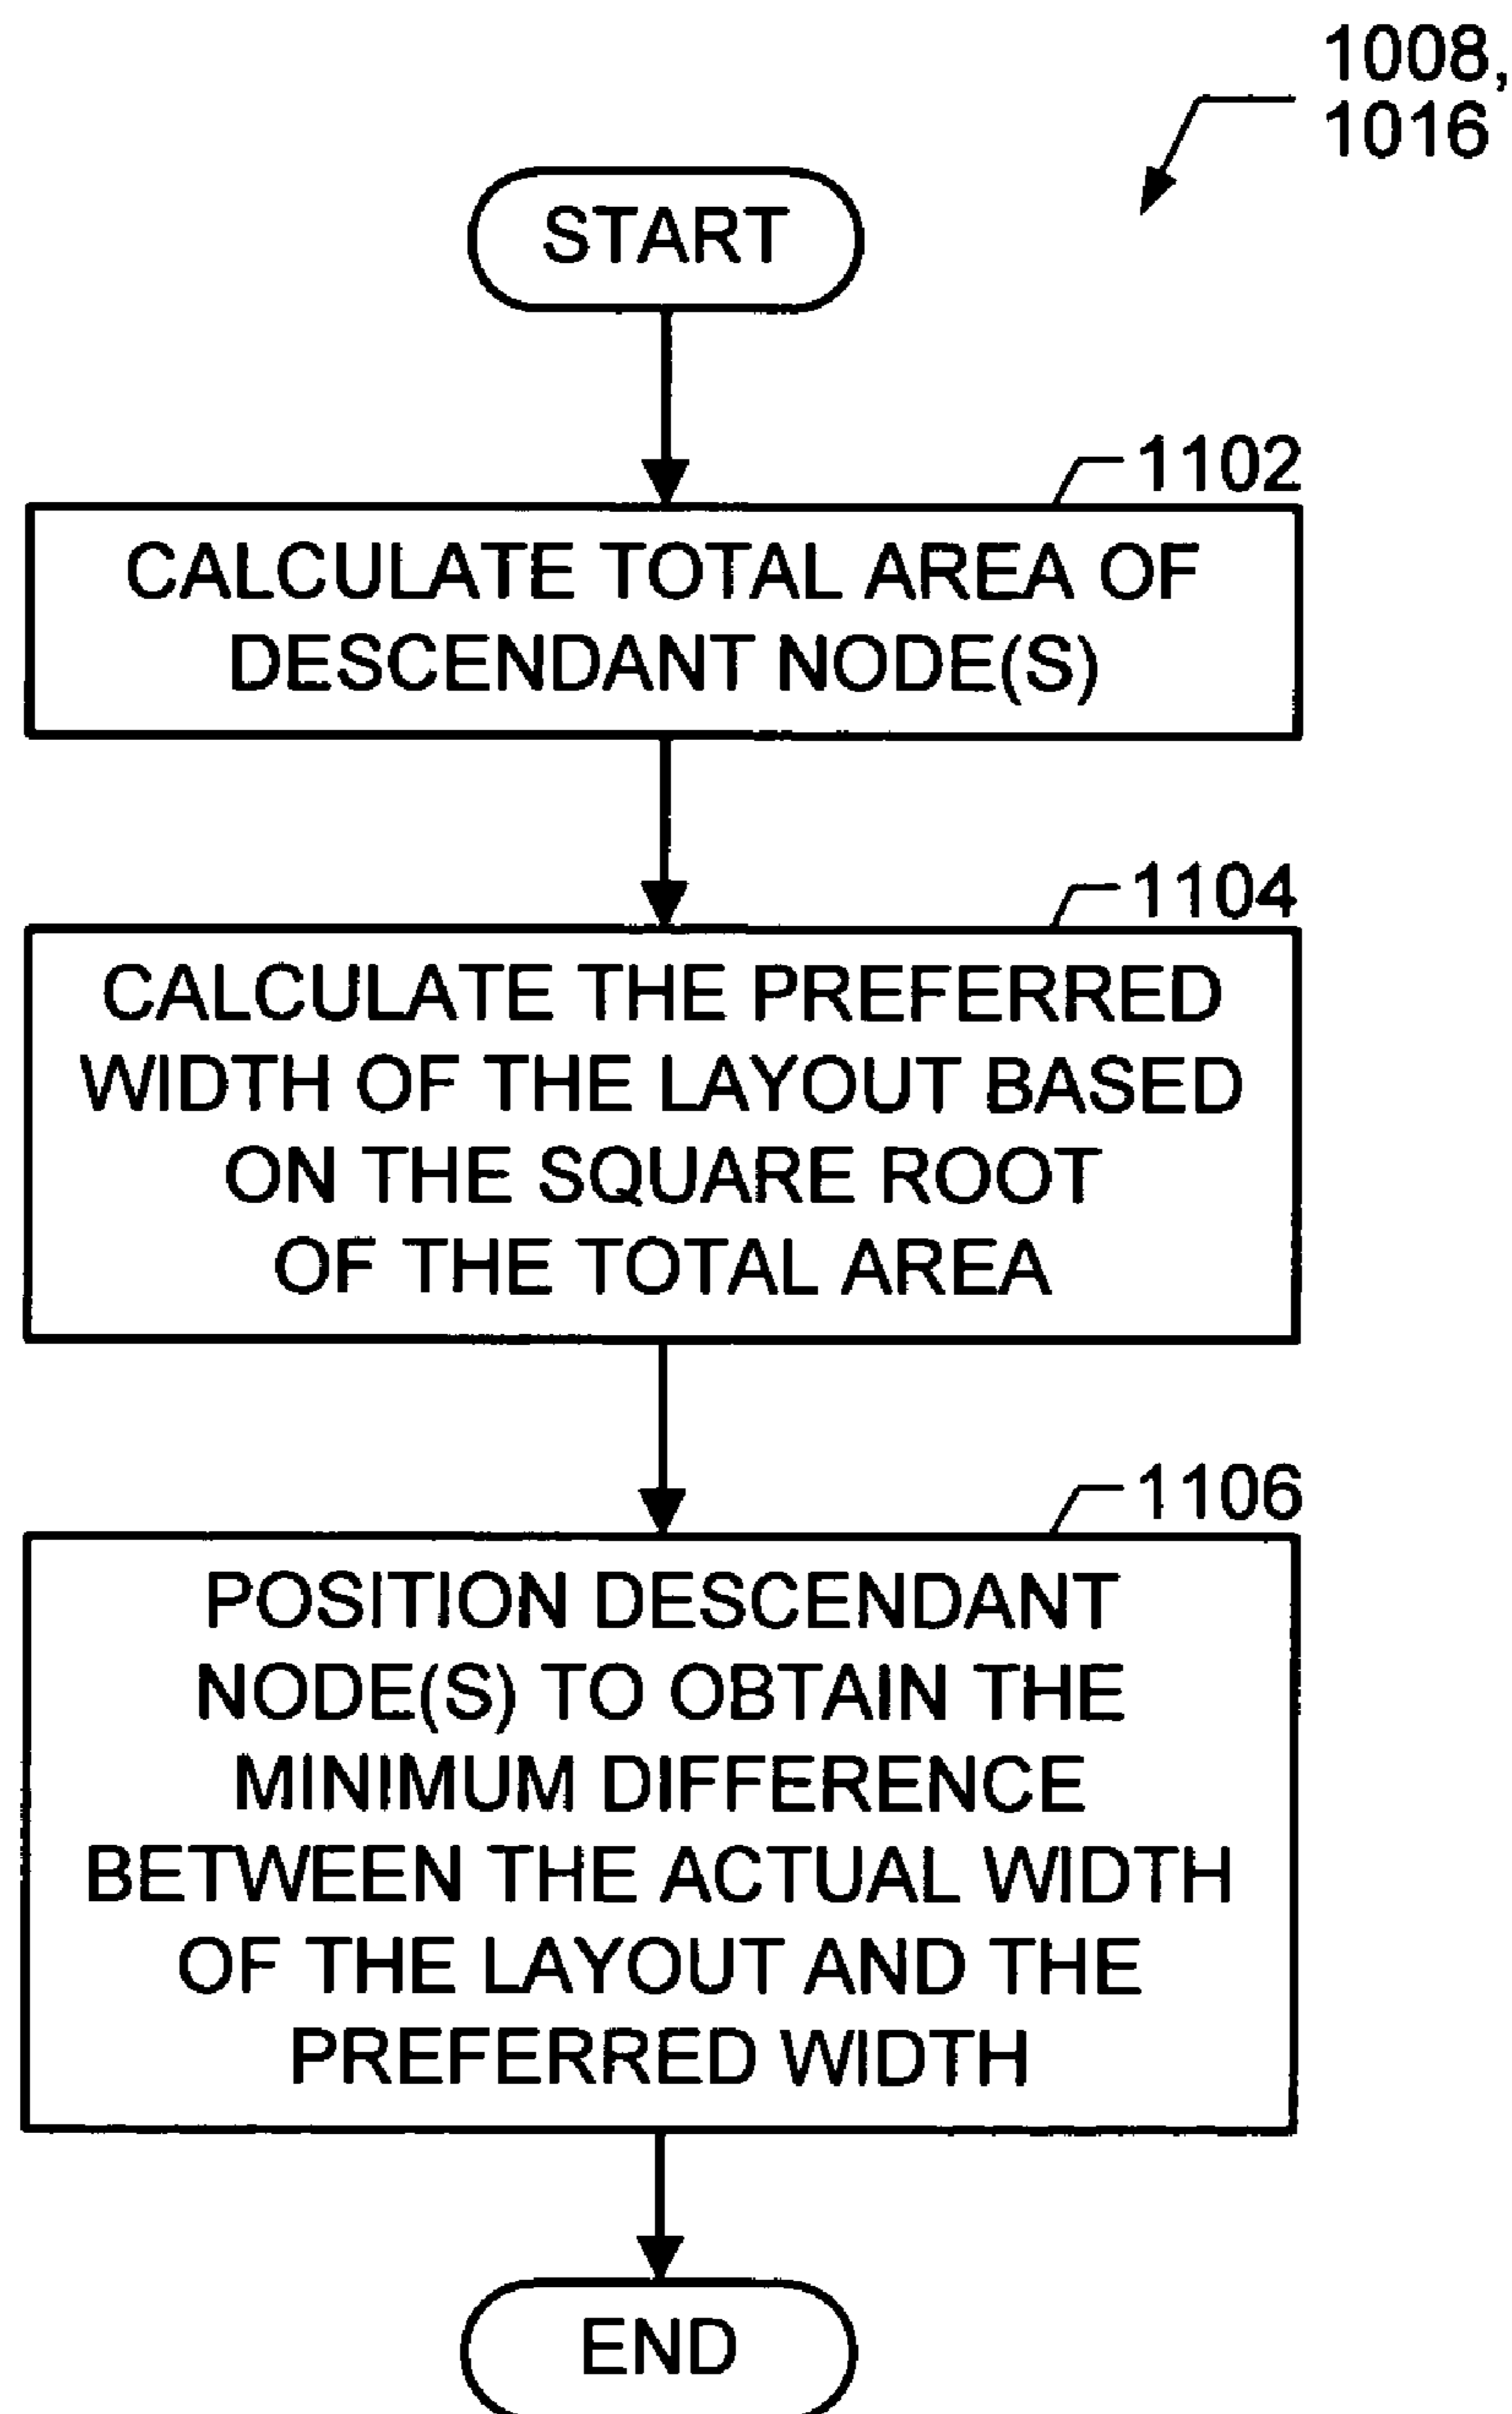 1008,
1016
START
1102
CALCULATE TOTAL AREA OF
DESCENDANT NODE(S)
1104
CALCULATE THE PREFERRED
WIDTH OF THE LAYOUT BASED
ON THE SQUARE ROOT
OF THE TOTAL AREA
1106
POSITION DESCENDANT
NODE(S) TO OBTAIN THE
MINIMUM DIFFERENCE
BETWEEN THE ACTUAL WIDTH
OF THE LAYOUT AND THE
PREFERRED WIDTH
END